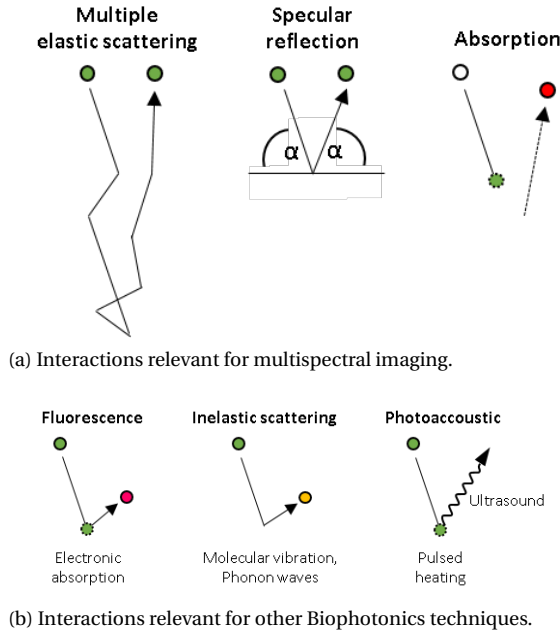 Multiple
elastic scattering
Specular
reflection
Absorption
α α
(a) Interactions relevant for multispectral imaging.
Fluorescence
Inelastic scattering
Photoaccoustic
Ultrasound
Electronic
absorption
Molecular vibration,
Phonon waves
Pulsed
heating
(b) Interactions relevant for other Biophotonics techniques.